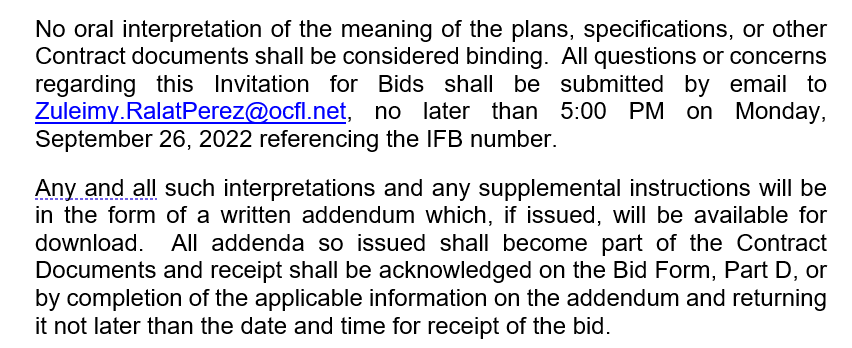 No oral interpretation of the meaning of the plans, specifications, or other
Contract documents shall be considered binding.  All questions or concerns
regarding this Invitation for Bids shall be submitted by email to
Zuleimy.RalatPerez@ocfl.net, no later than 5:00 PM on Monday,
September 26, 2022 referencing the IFB number.
Any and all such interpretations and any supplemental instructions will be
in the form of a written addendum which, if issued, will be available for
download.  All addenda so issued shall become part of the Contract
Documents and receipt shall be acknowledged on the Bid Form, Part D, or
by completion of the applicable information on the addendum and returning
it not later than the date and time for receipt of the bid.